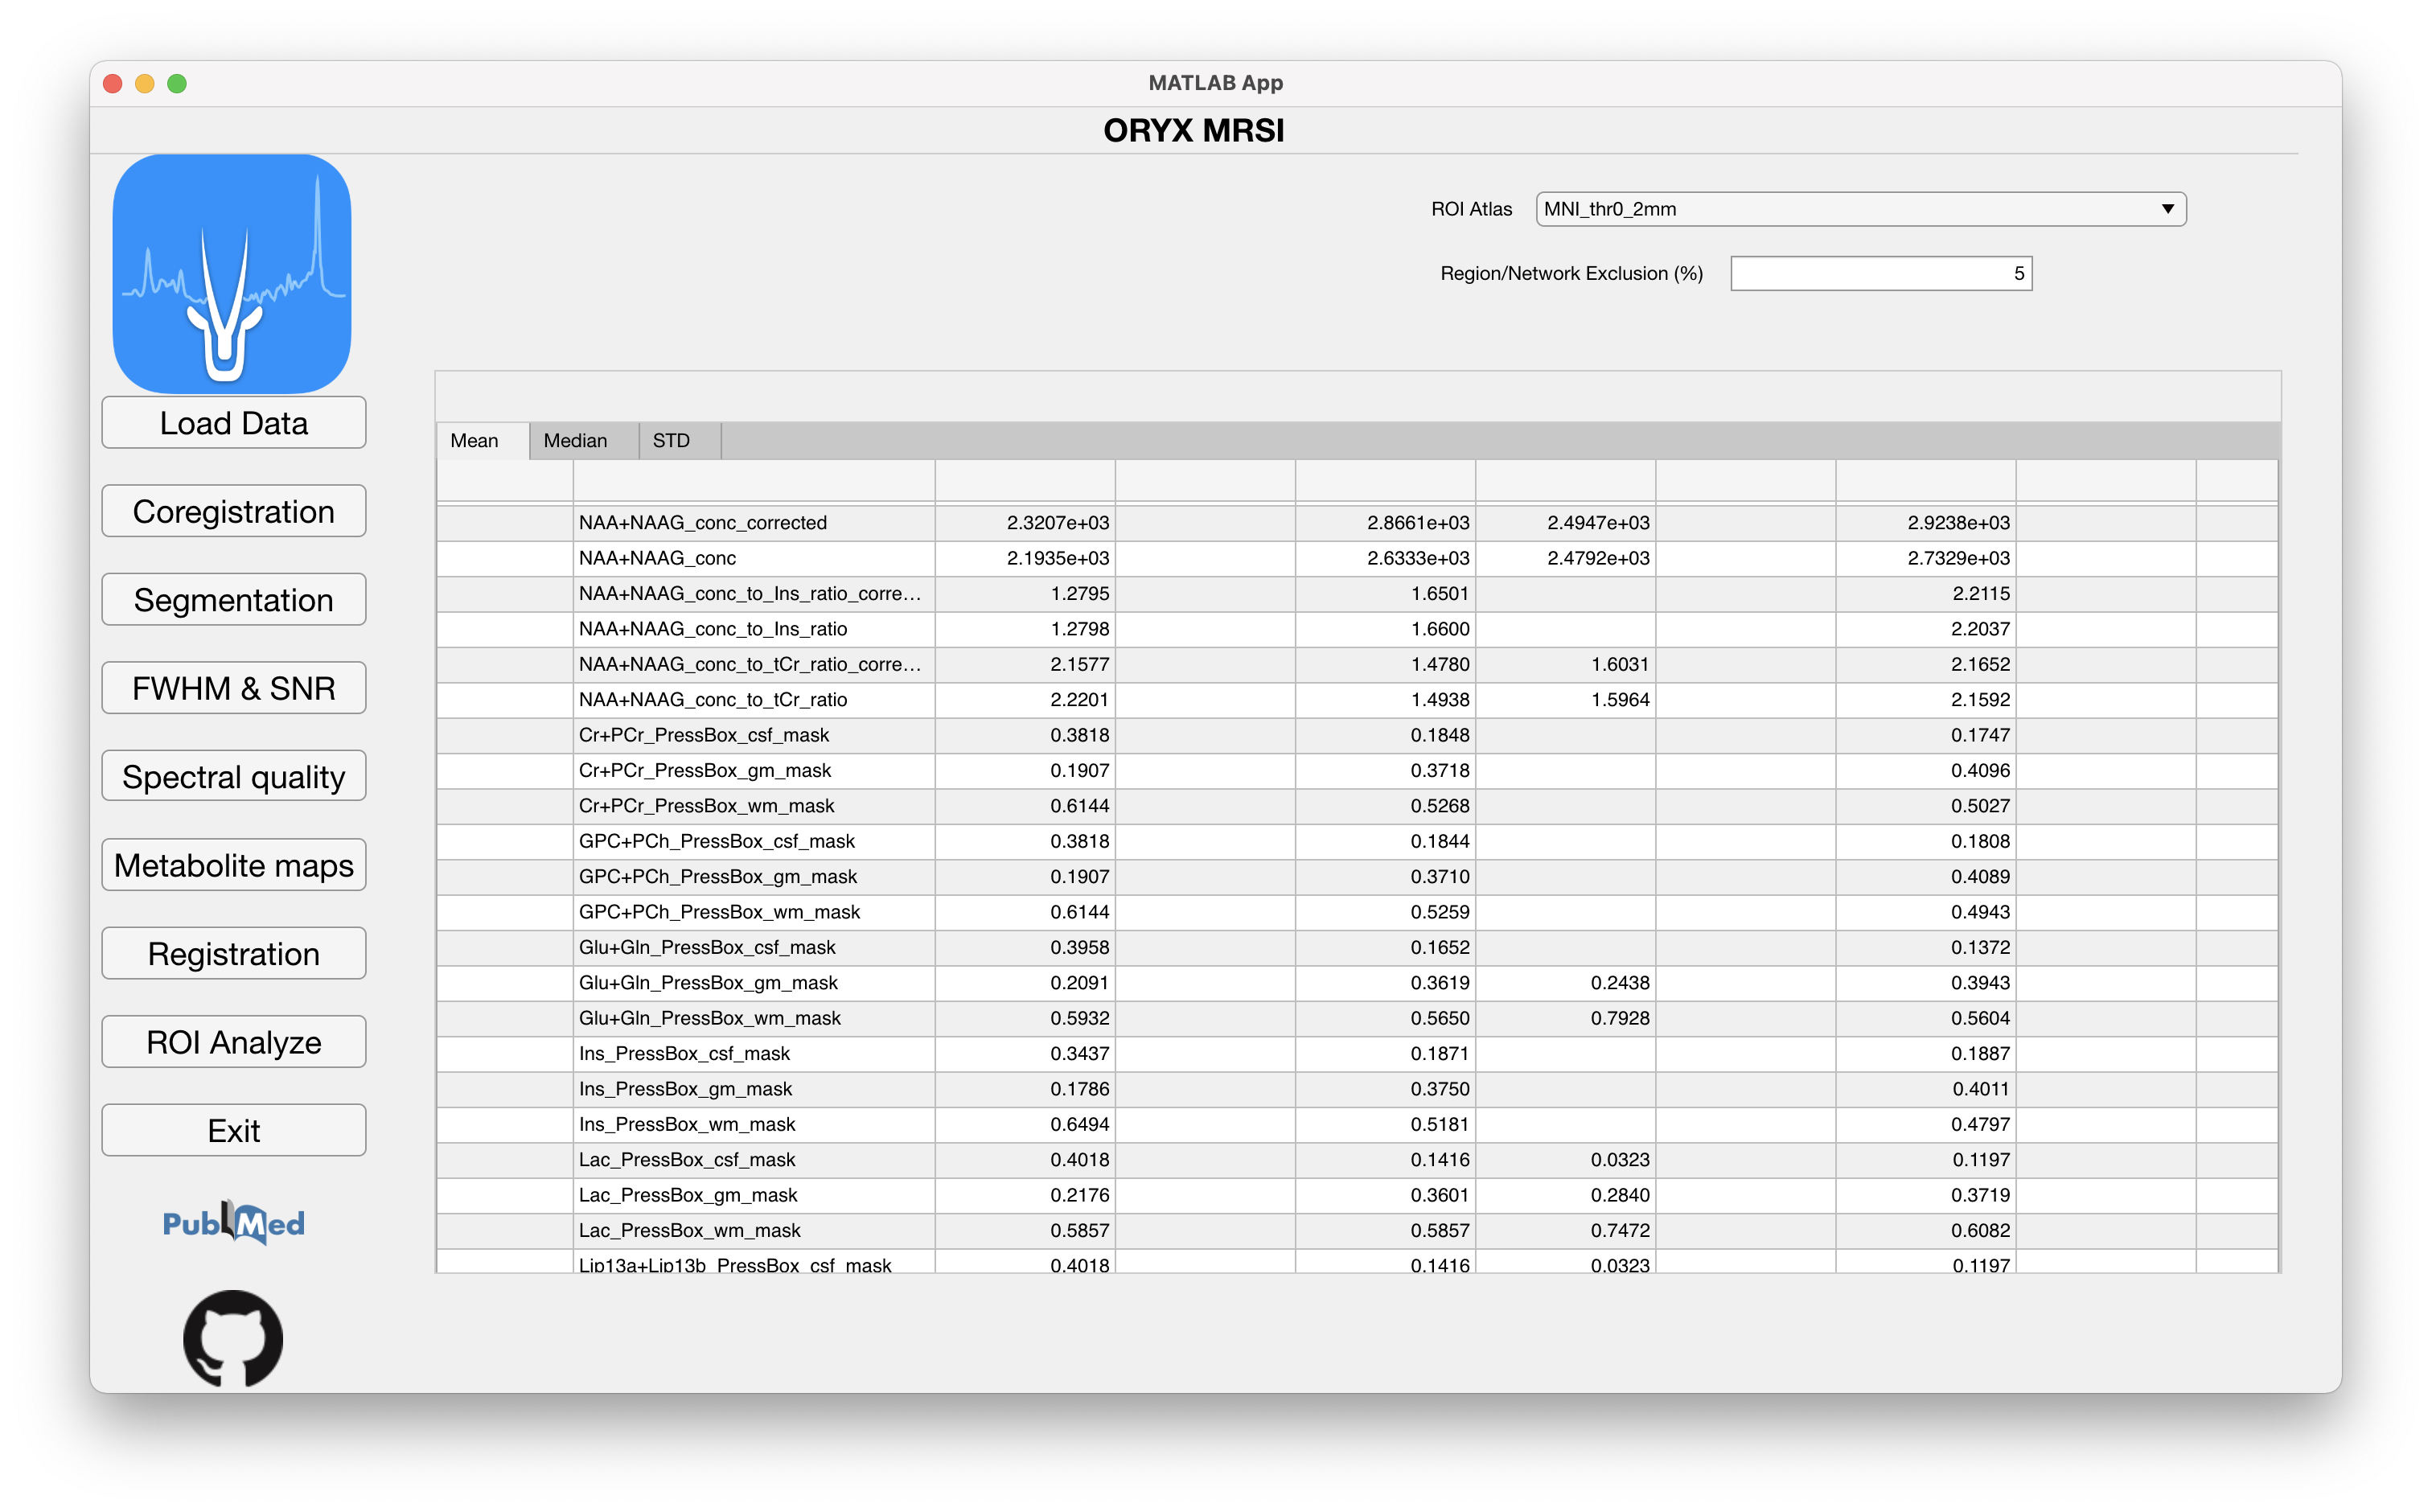 MATLAB App
ORYX MRSI
ROI Atlas MNI_thr0_2mm
Region/Network Exclusion (%) 5
Load Data
Coregistration
Segmentation
FWHM & SNR
Spectral quality
Metabolite maps
Registration
ROI Analyze
Exit
PubMed
Mean Median STD
NAA+NAAG_conc_corrected 2.3207e+03 2.8661e+03 2.4947e+03 2.9238e+03
NAA+NAAG_conc 2.1935e+03 2.6333e+03 2.4792e+03 2.7329e+03
NAA+NAAG_conc_to_Ins_ratio_corre... 1.2795 1.6501 2.2115
NAA+NAAG_conc_to_Ins_ratio 1.2798 1.6600 2.2037
NAA+NAAG_conc_to_tCr_ratio_corre... 2.1577 1.4780 1.6031 2.1652
NAA+NAAG_conc_to_tCr_ratio 2.2201 1.4938 1.5964 2.1592
Cr+PCr_PressBox_csf_mask 0.3818 0.1848 0.1747
Cr+PCr_PressBox_gm_mask 0.1907 0.3718 0.4096
Cr+PCr_PressBox_wm_mask 0.6144 0.5268 0.5027
GPC+PCh_PressBox_csf_mask 0.3818 0.1844 0.1808
GPC+PCh_PressBox_gm_mask 0.1907 0.3710 0.4089
GPC+PCh_PressBox_wm_mask 0.6144 0.5259 0.4943
Glu+Gln_PressBox_csf_mask 0.3958 0.1652 0.1372
Glu+Gln_PressBox_gm_mask 0.2091 0.3619 0.2438 0.3943
Glu+Gln_PressBox_wm_mask 0.5932 0.5650 0.7928 0.5604
Ins_PressBox_csf_mask 0.3437 0.1871 0.1887
Ins_PressBox_gm_mask 0.1786 0.3750 0.4011
Ins_PressBox_wm_mask 0.6494 0.5181 0.4797
Lac_PressBox_csf_mask 0.4018 0.1416 0.0323 0.1197
Lac_PressBox_gm_mask 0.2176 0.3601 0.2840 0.3719
Lac_PressBox_wm_mask 0.5857 0.5857 0.7472 0.6082
Lip13a+Lip13b_PressBox_csf_mask 0.4018 0.1416 0.0323 0.1197